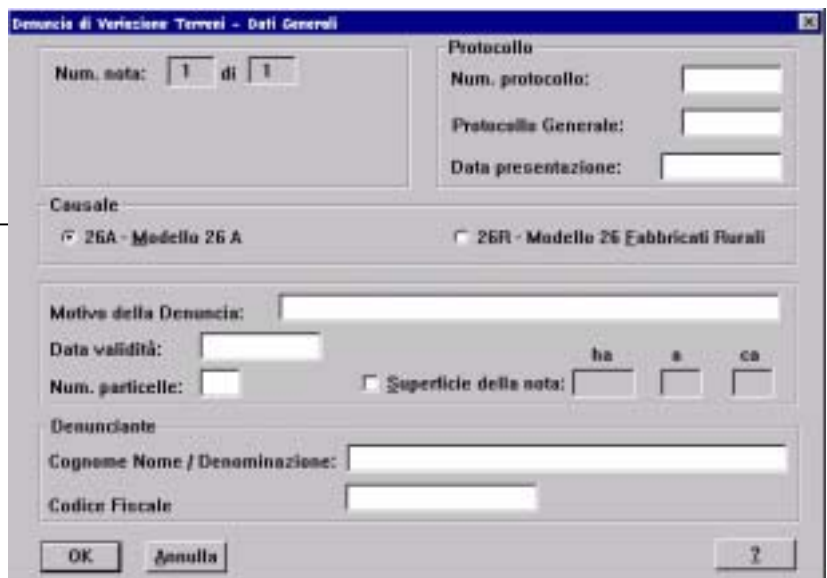 Denuncia di Variazione Terreni - Dati Generali
Num. nota: 1 di 1
Protocollo
Num. protocollo:
Protocollo Generale:
Data presentazione:
Causale
26A - Modello 26 A
26R - Modello 26 Fabbricati Rurali
Motivo della Denuncia:
Data validità:
Num. particelle:
Superficie della nota:
ha a ca
Denunciante
Cognome Nome / Denominazione:
Codice Fiscale
OK Annulla ?